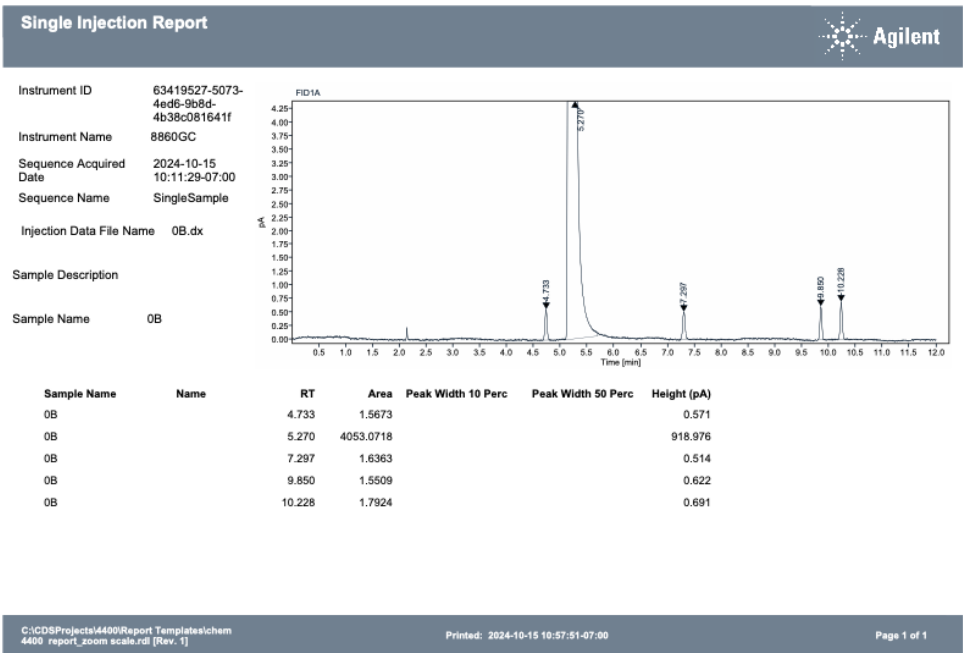 Single Injection Report
Agilent
Instrument ID 63419527-5073-
4ed6-9b8d-
4b38c081641f
Instrument Name 8860GC
Sequence Acquired 2024-10-15
Date 10:11:29-07:00
Sequence Name SingleSample
Injection Data File Name 0B.dx
Sample Description
Sample Name 0B
FID1A
4.25
4.00
3.75
3.50
3.25
3.00
2.75
2.50
2.25
2.00
1.75
1.50
1.25
1.00
0.75
0.50
0.25
0.00
pA
4.733
5.270
7.297
9.850
10.228
0.5 1.0 1.5 2.0 2.5 3.0 3.5 4.0 4.5 5.0 5.5 6.0 6.5 7.0 7.5 8.0 8.5 9.0 9.5 10.0 10.5 11.0 11.5 12.0
Time [min]
Sample Name Name RT Area Peak Width 10 Perc Peak Width 50 Perc Height (pA)
0B 4.733 1.5673 0.571
0B 5.270 4053.0718 918.976
0B 7.297 1.6363 0.514
0B 9.850 1.5509 0.622
0B 10.228 1.7924 0.691
C:\CDSProjects\4400\Report Templates\chem
4400 report_zoom scale.rdl [Rev. 1]
Printed: 2024-10-15 10:57:51-07:00
Page 1 of 1